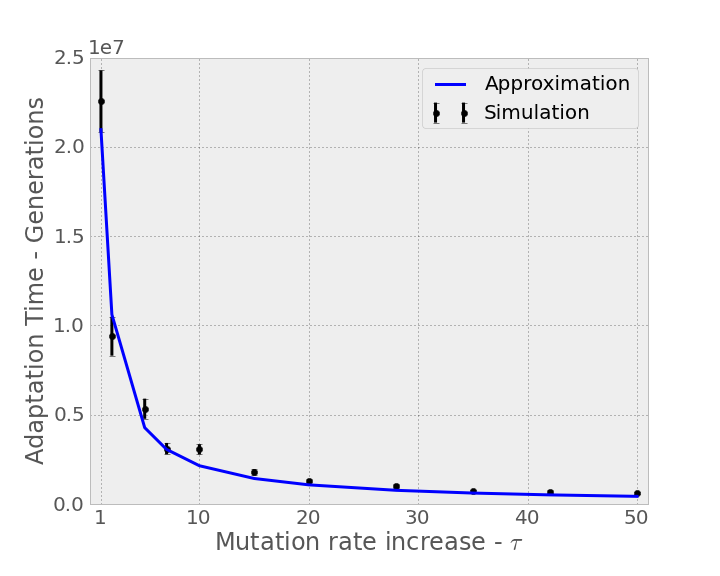 1e7
2.5
2.0
1.5
1.0
0.5
0.0
Adaptation Time - Generations
Approximation
Simulation
1 10 20 30 40 50
Mutation rate increase - τ